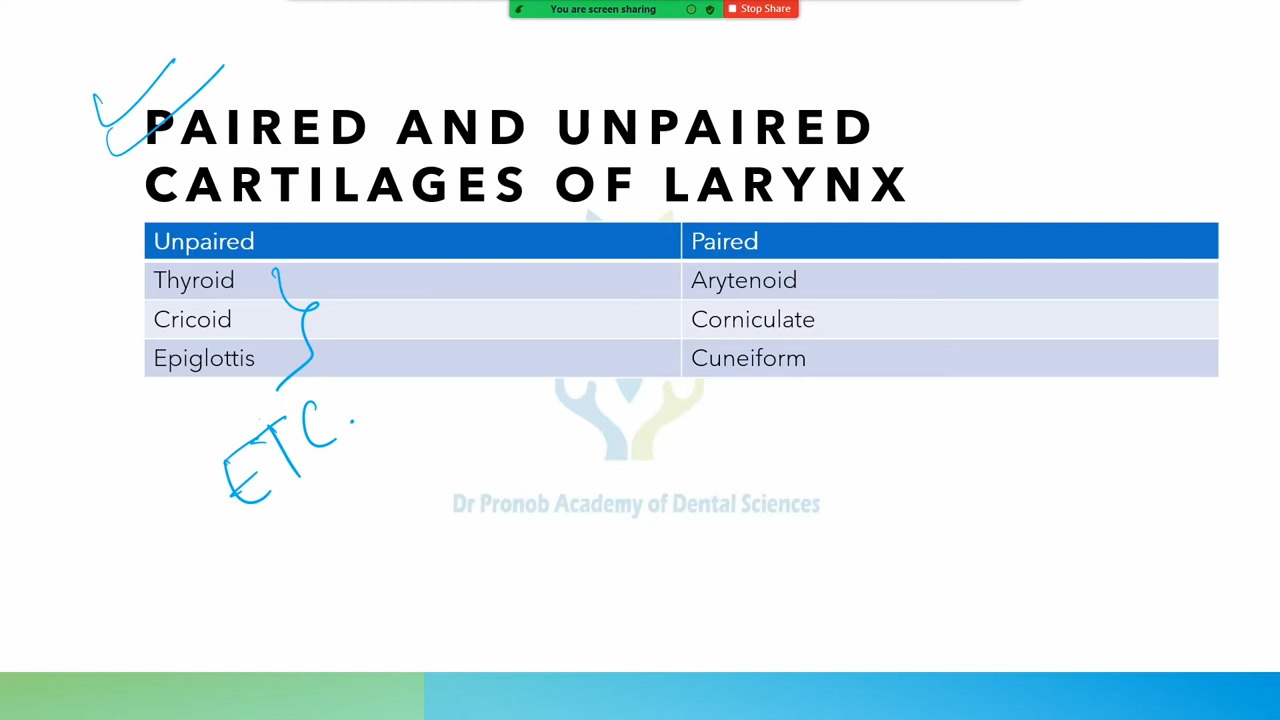 You are screen sharing Stop Share
PAIRED AND UNPAIRED
CARTILAGES OF LARYNX
Unpaired Paired
Thyroid Arytenoid
Cricoid Corniculate
Epiglottis Cuneiform
ETC.
Dr Pronob Academy of Dental Sciences